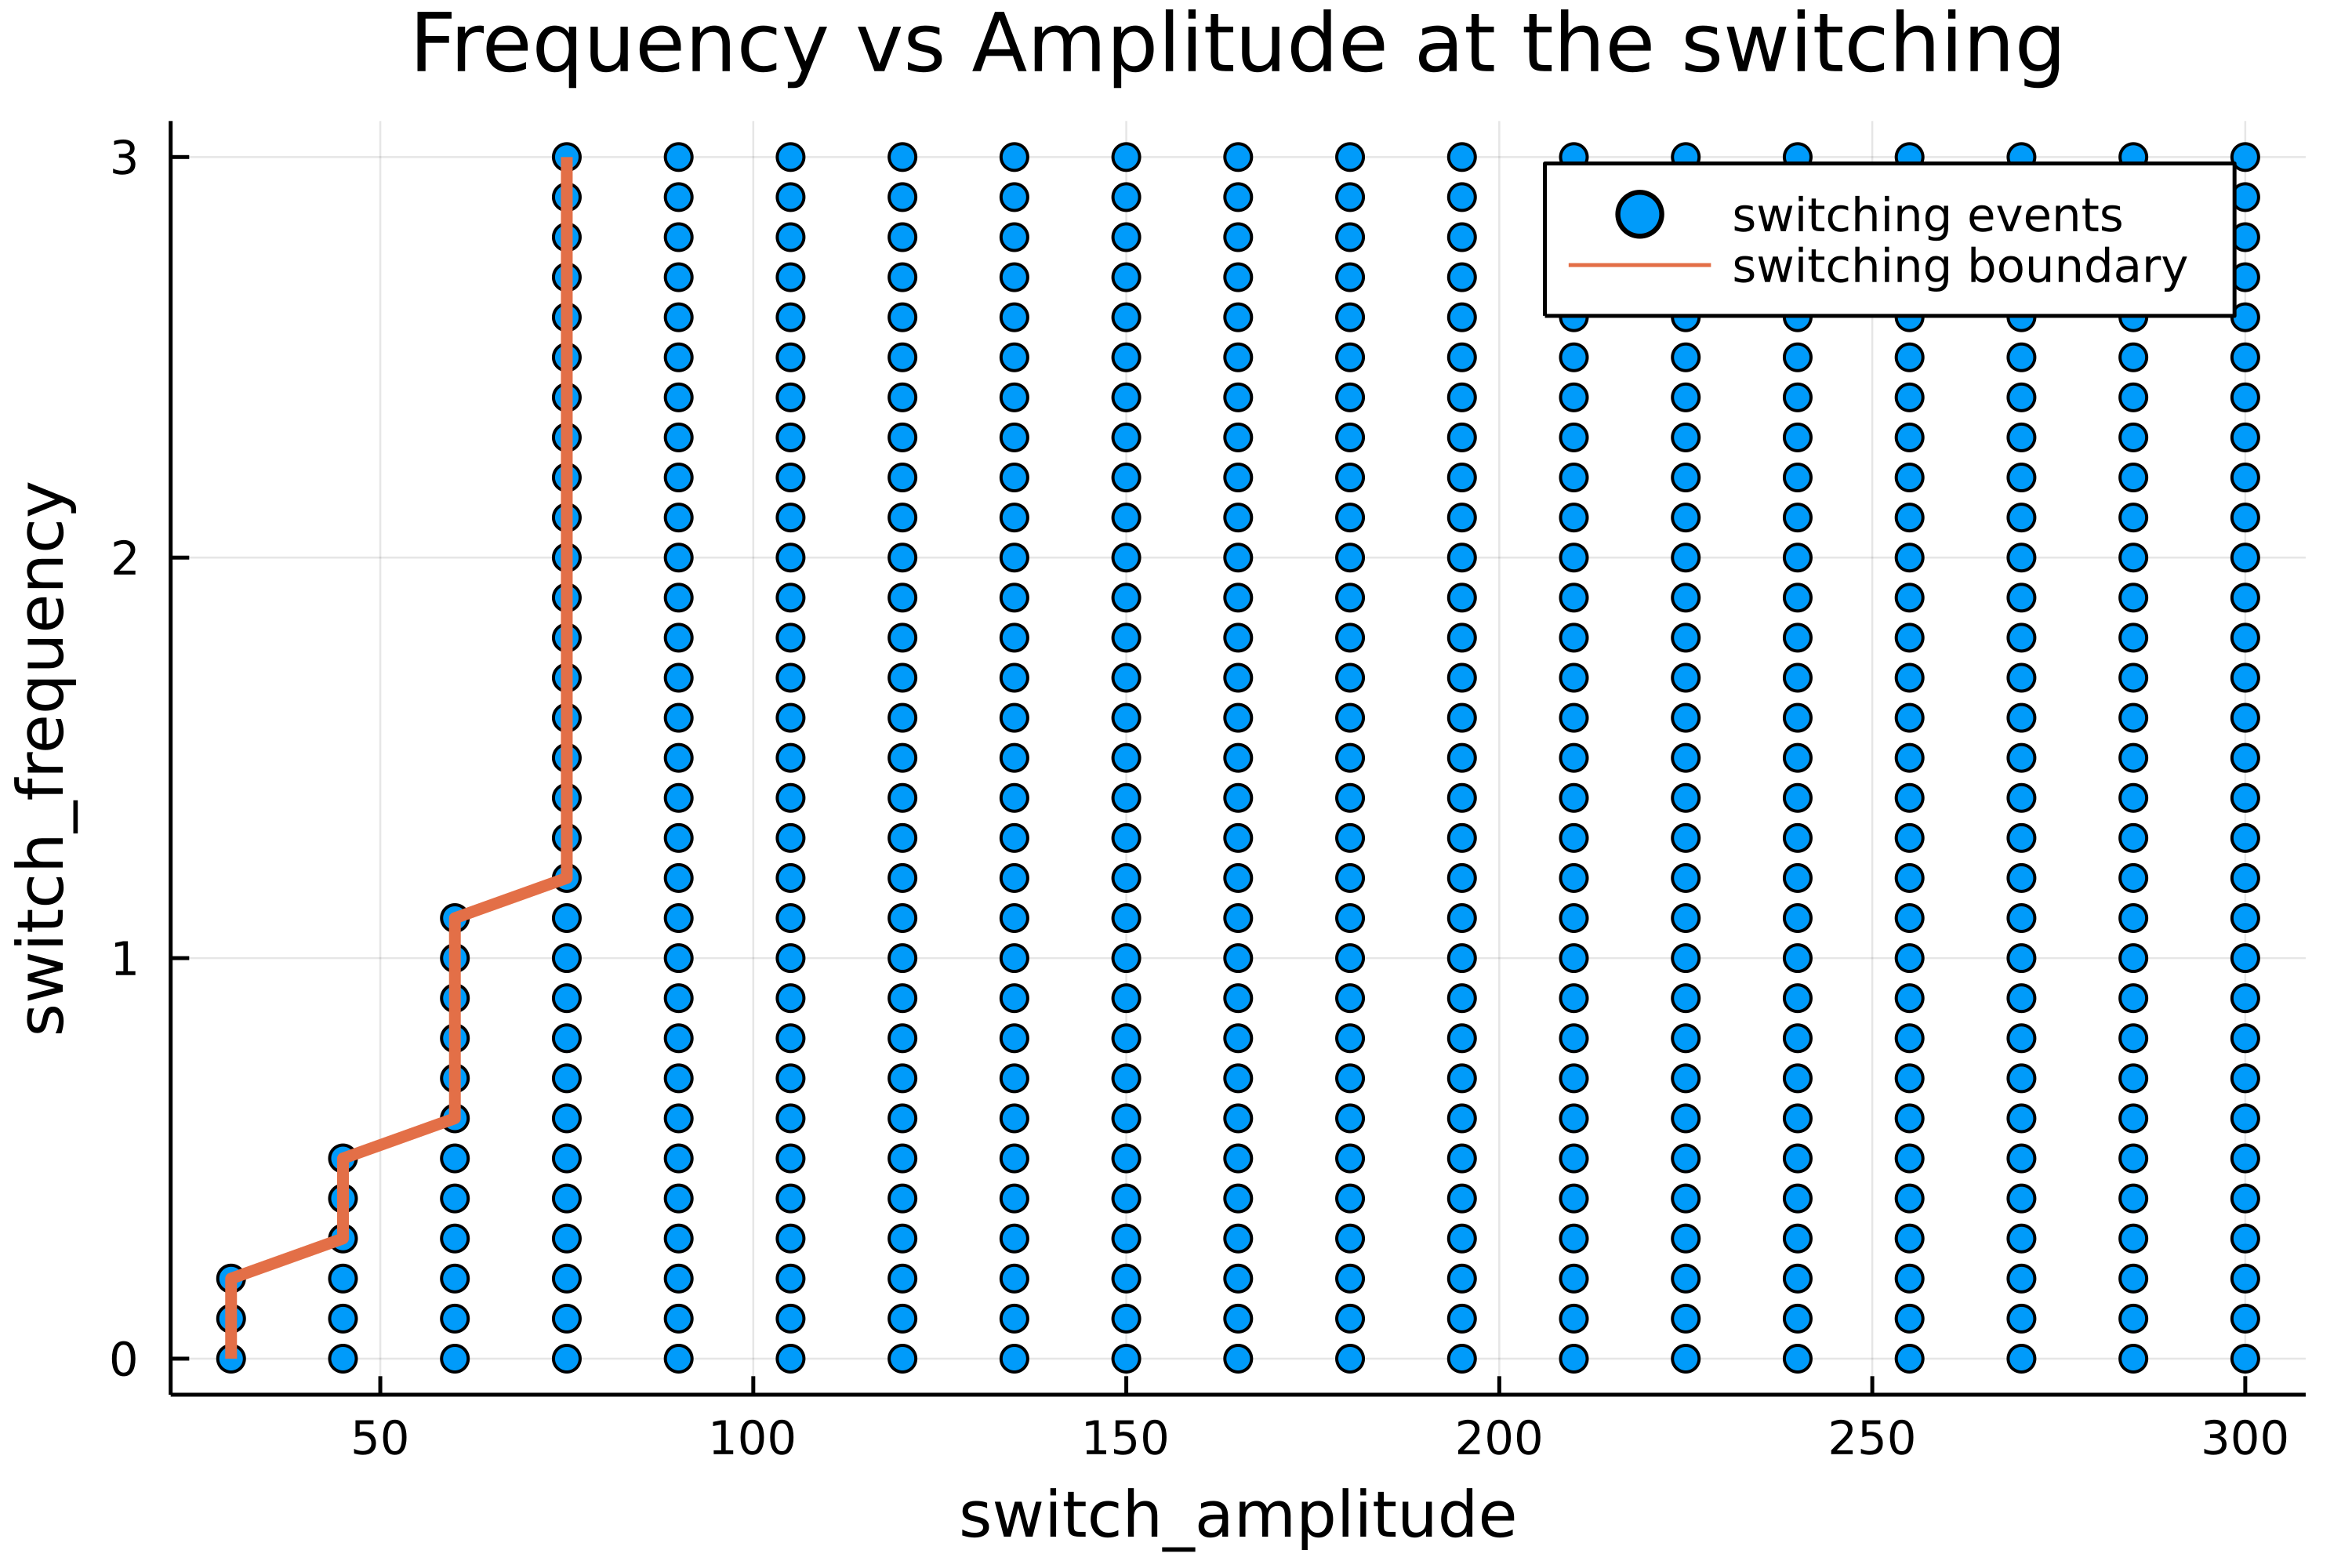 Frequency vs Amplitude at the switching
switching events
switching boundary
switch_frequency
3
2
1
0
50 100 150 200 250 300
switch_amplitude